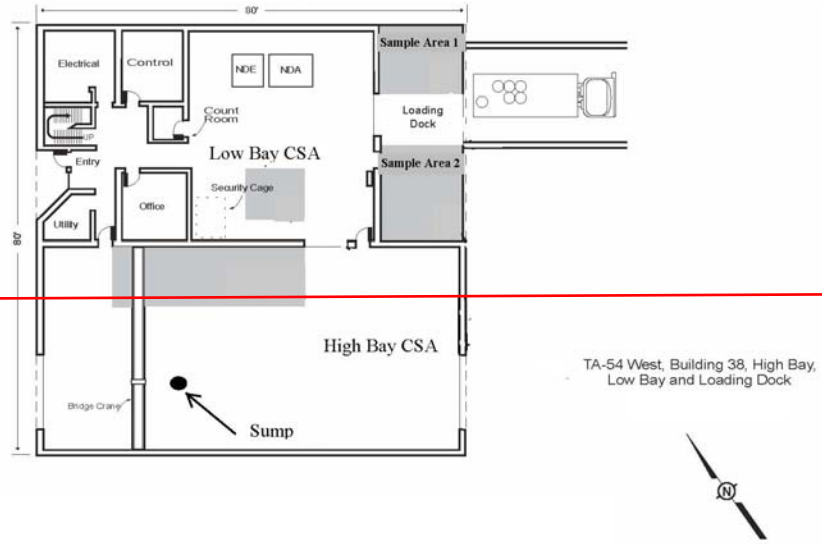 80'
Sample Area 1
Electrical
Control
NDE
NDA
Loading
Dock
Count
Room
UP
Low Bay CSA
Sample Area 2
Entry
Security Cage
Office
Utility
80'
High Bay CSA
TA-54 West, Building 38, High Bay,
Low Bay and Loading Dock
Bridge Crane
Sump
N